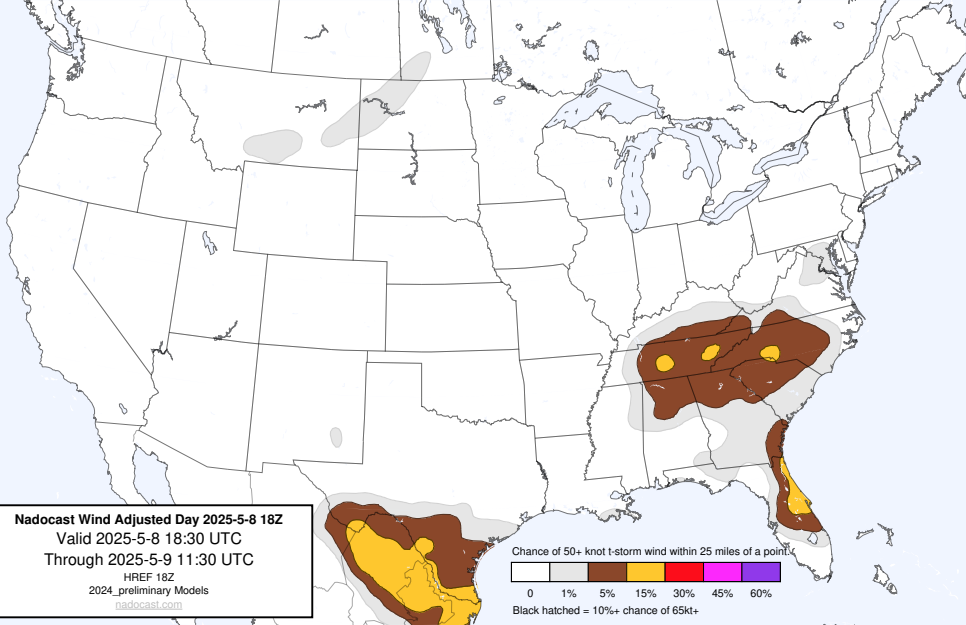 Nadocast Wind Adjusted Day 2025-5-8 18Z
Valid 2025-5-8 18:30 UTC
Through 2025-5-9 11:30 UTC
HREF 18Z
2024_preliminary Models
nadocast.com
Chance of 50+ knot t-storm wind within 25 miles of a point.
0 1% 5% 15% 30% 45% 60%
Black hatched = 10%+ chance of 65kt+